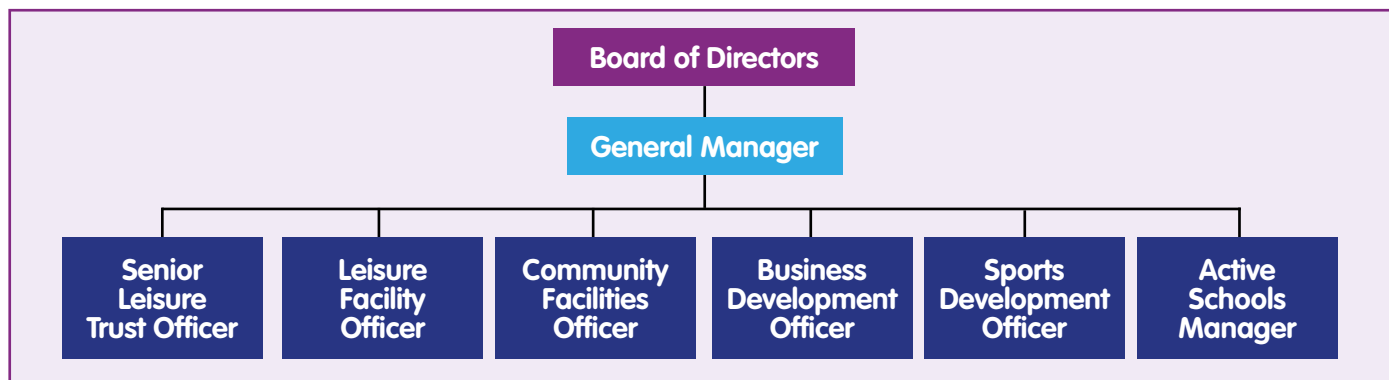 Board of Directors
General Manager
Senior
Leisure
Trust Officer
Leisure
Facility
Officer
Community
Facilities
Officer
Business
Development
Officer
Sports
Development
Officer
Active
Schools
Manager